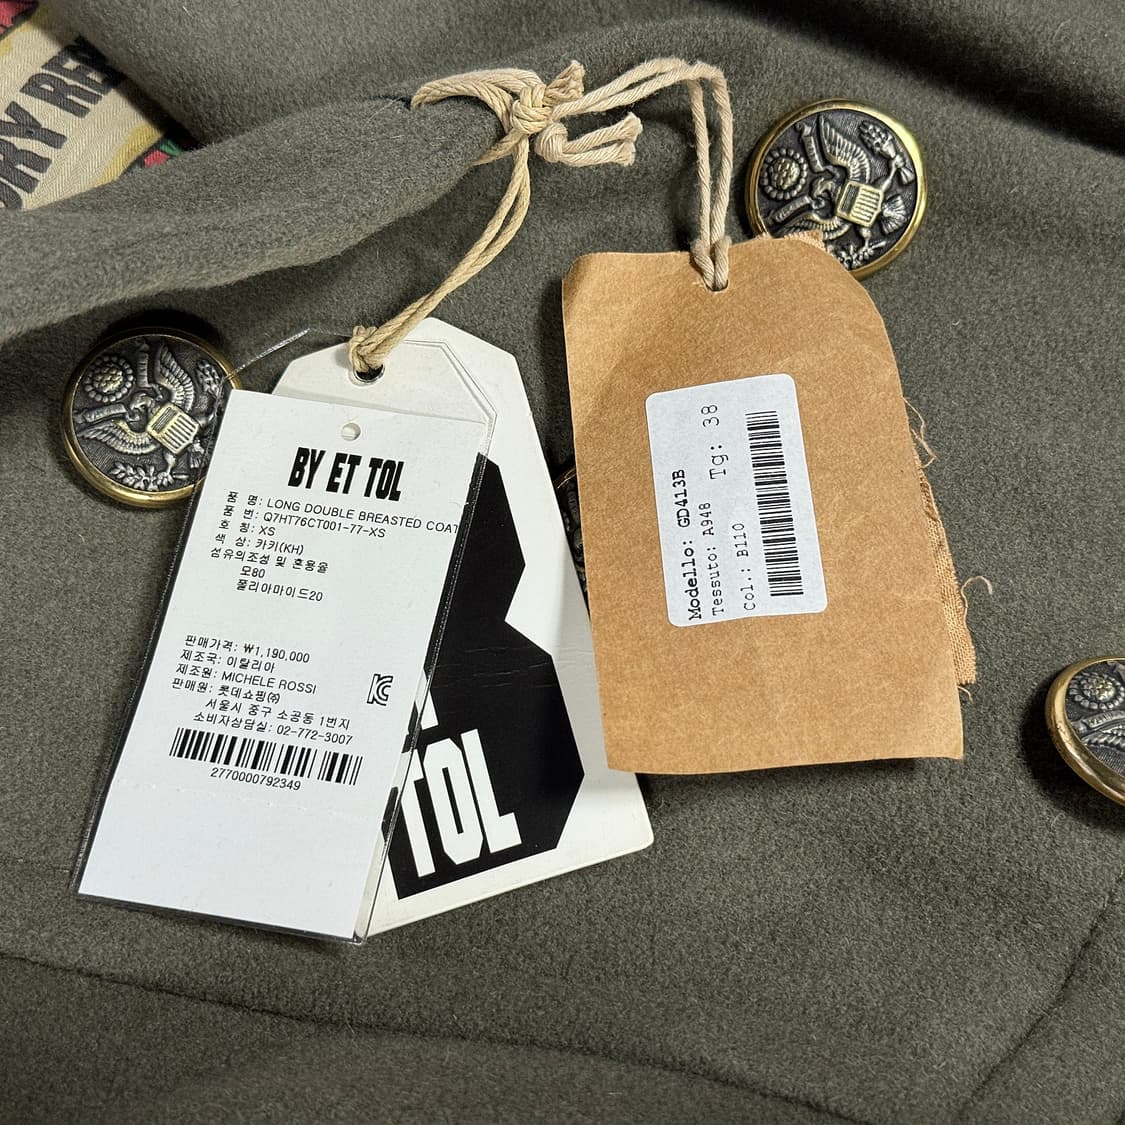 BY ET TOL
품 명: LONG DOUBLE BREASTED COAT
품 번: Q7HT76CT001-77-XS
호 칭: XS
색 상: 카키(KH)
섬유의조성 및 혼용율
모80
폴리아마이드20
판매가격: ₩1,190,000
제조국: 이탈리아
제조원: MICHELE ROSSI
판매원: 롯데쇼핑㈜
서울시 중구 소공동 1번지
소비자상담실: 02-772-3007
2770000792349
TOL
Modello: GD413B
Tessuto: A948 Tg: 38
Col.: B110